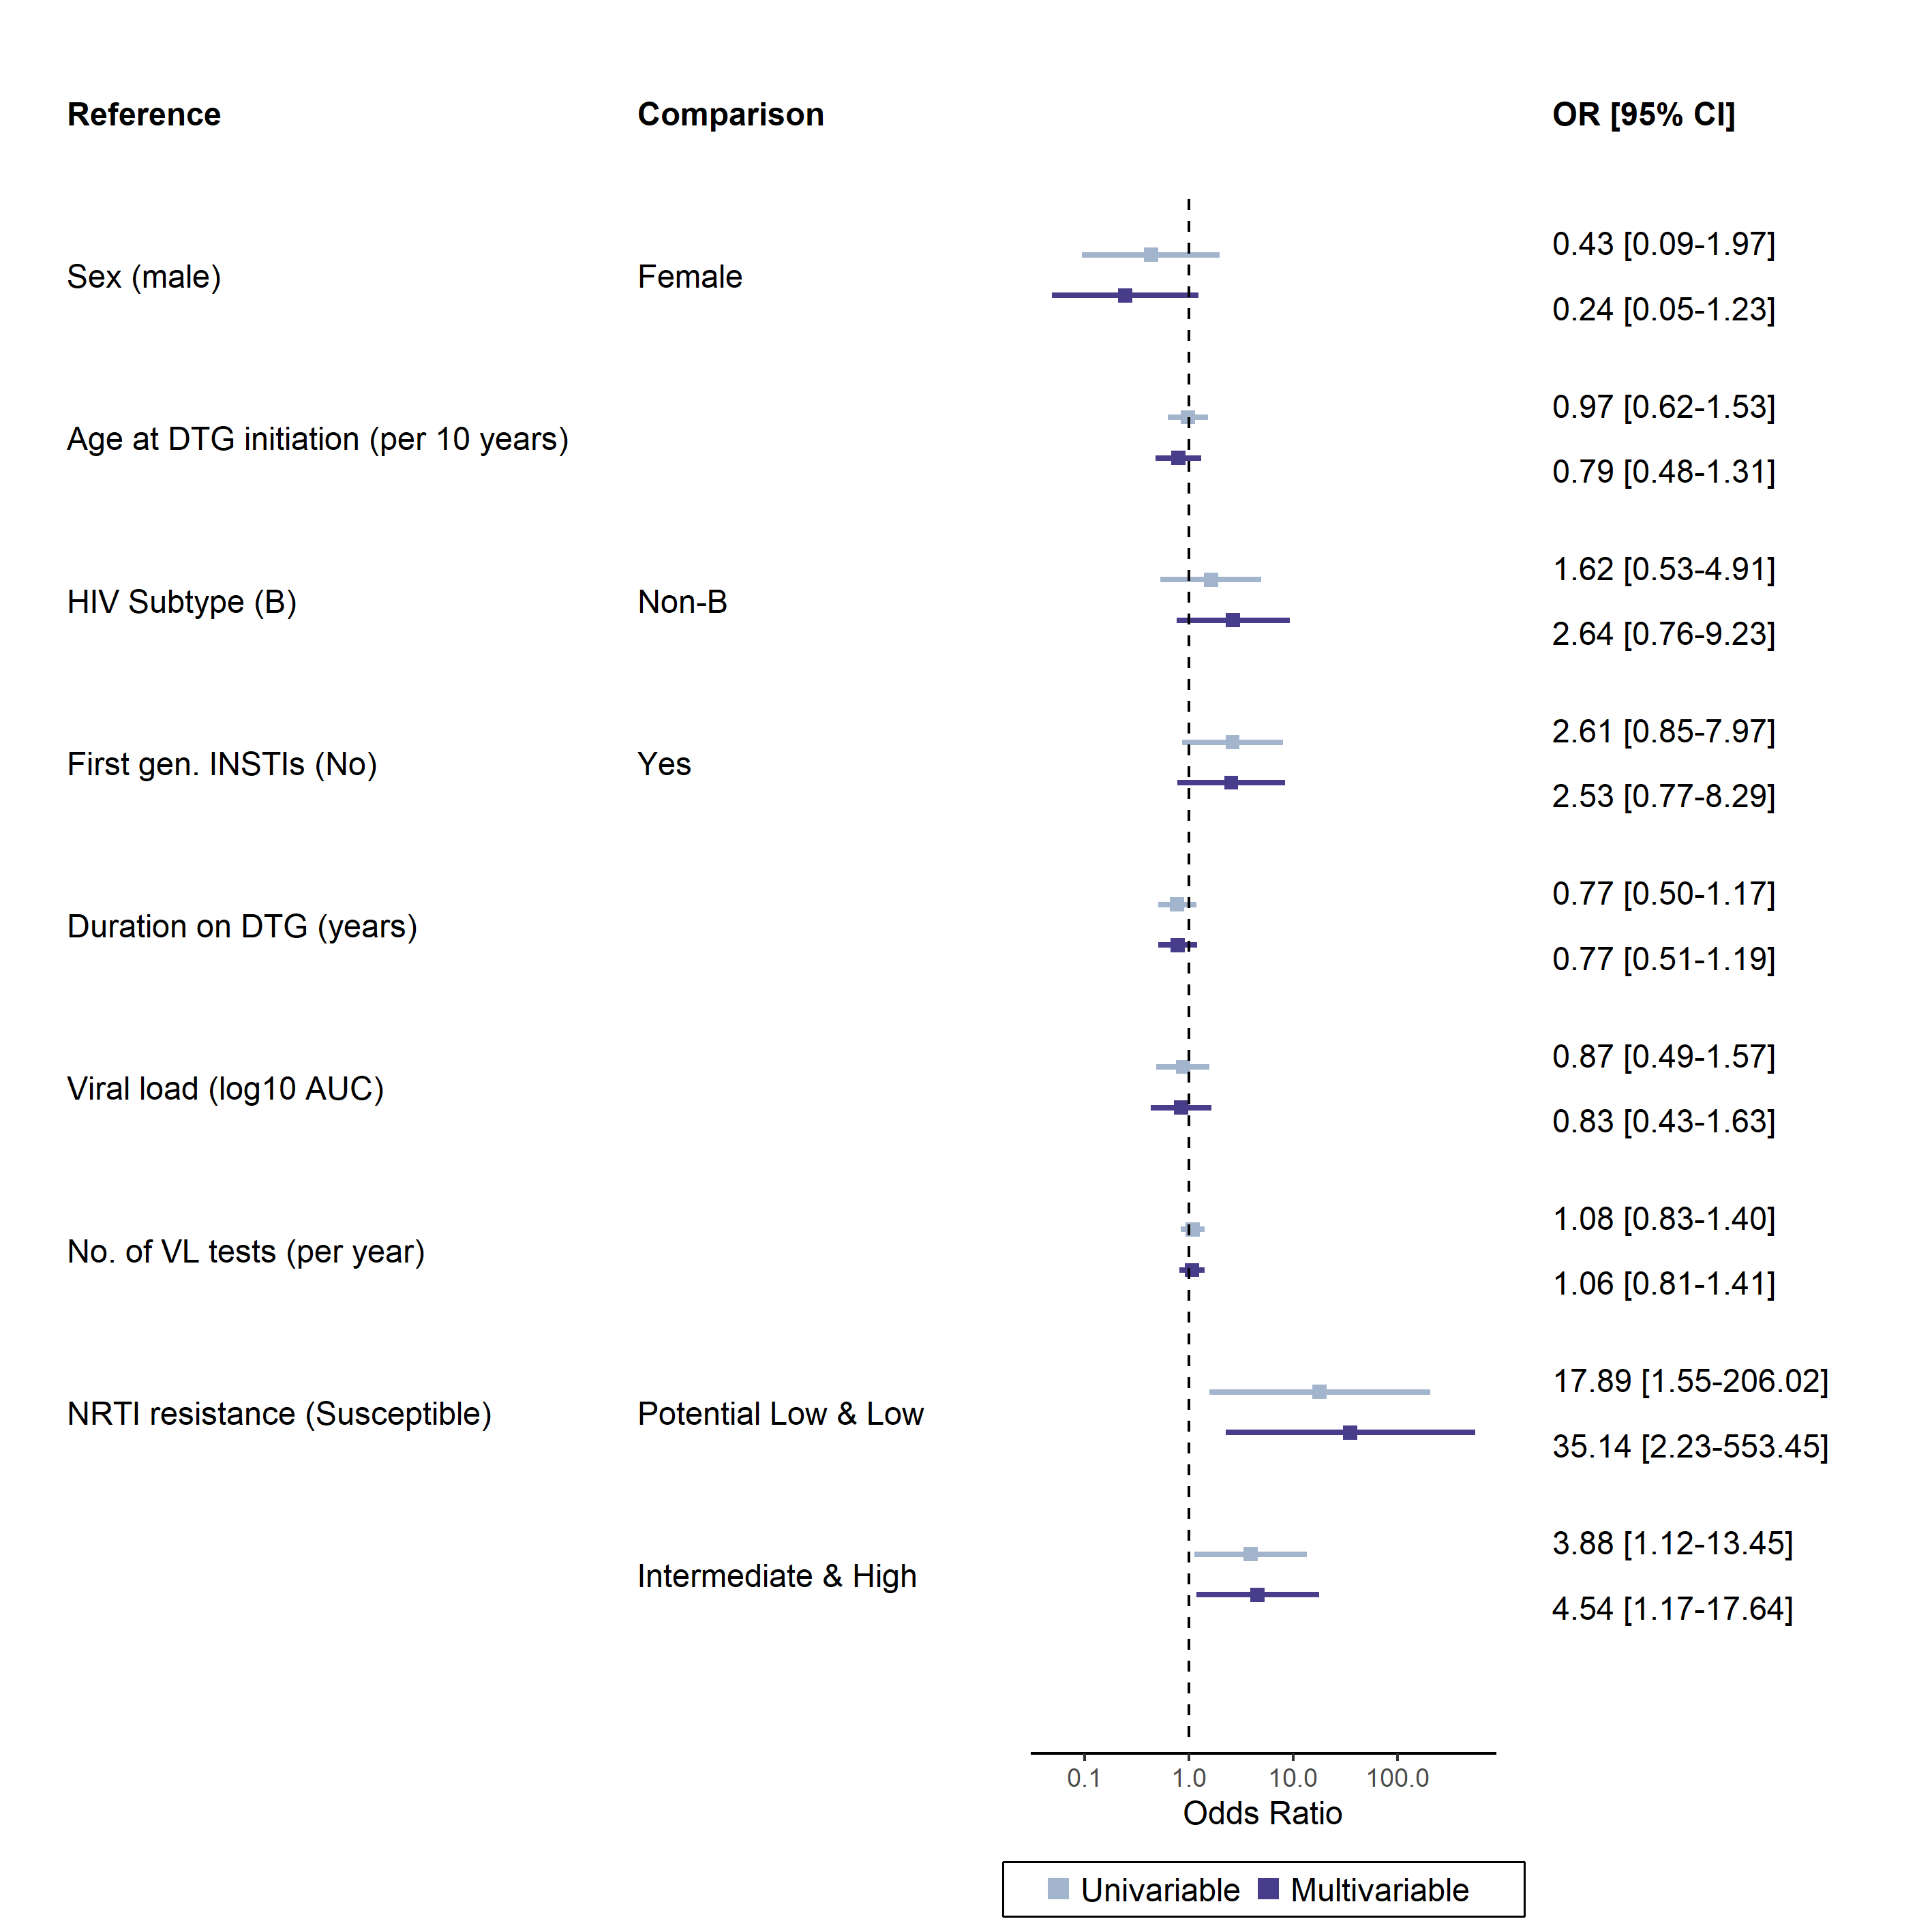 Reference Comparison OR [95% CI]
0.43 [0.09-1.97]
Sex (male) Female
0.24 [0.05-1.23]
0.97 [0.62-1.53]
Age at DTG initiation (per 10 years)
0.79 [0.48-1.31]
1.62 [0.53-4.91]
HIV Subtype (B) Non-B
2.64 [0.76-9.23]
2.61 [0.85-7.97]
First gen. INSTIs (No) Yes
2.53 [0.77-8.29]
0.77 [0.50-1.17]
Duration on DTG (years)
0.77 [0.51-1.19]
0.87 [0.49-1.57]
Viral load (log10 AUC)
0.83 [0.43-1.63]
1.08 [0.83-1.40]
No. of VL tests (per year)
1.06 [0.81-1.41]
17.89 [1.55-206.02]
NRTI resistance (Susceptible) Potential Low & Low
35.14 [2.23-553.45]
3.88 [1.12-13.45]
Intermediate & High
4.54 [1.17-17.64]
0.1 1.0 10.0 100.0
Odds Ratio
Univariable Multivariable